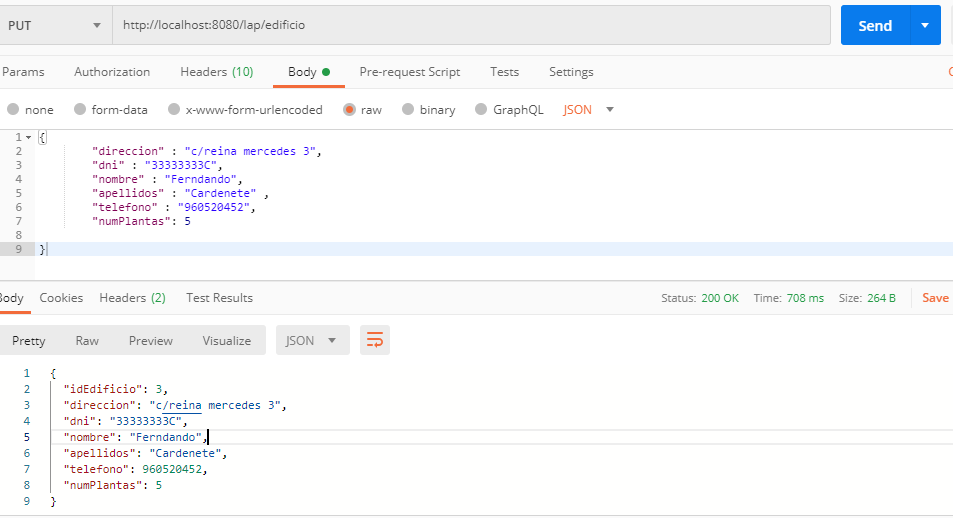 PUT http://localhost:8080/lap/edificio Send
Params Authorization Headers (10) Body Pre-request Script Tests Settings
none form-data x-www-form-urlencoded raw binary GraphQL JSON
1 {
2 "direccion" : "c/reina mercedes 3",
3 "dni" : "33333333C",
4 "nombre" : "Ferndando",
5 "apellidos" : "Cardenete" ,
6 "telefono" : "960520452",
7 "numPlantas": 5
8
9 }
Body Cookies Headers (2) Test Results Status: 200 OK Time: 708 ms Size: 264 B Save
Pretty Raw Preview Visualize JSON
1 {
2 "idEdificio": 3,
3 "direccion": "c/reina mercedes 3",
4 "dni": "33333333C",
5 "nombre": "Ferndando",
6 "apellidos": "Cardenete",
7 "telefono": 960520452,
8 "numPlantas": 5
9 }